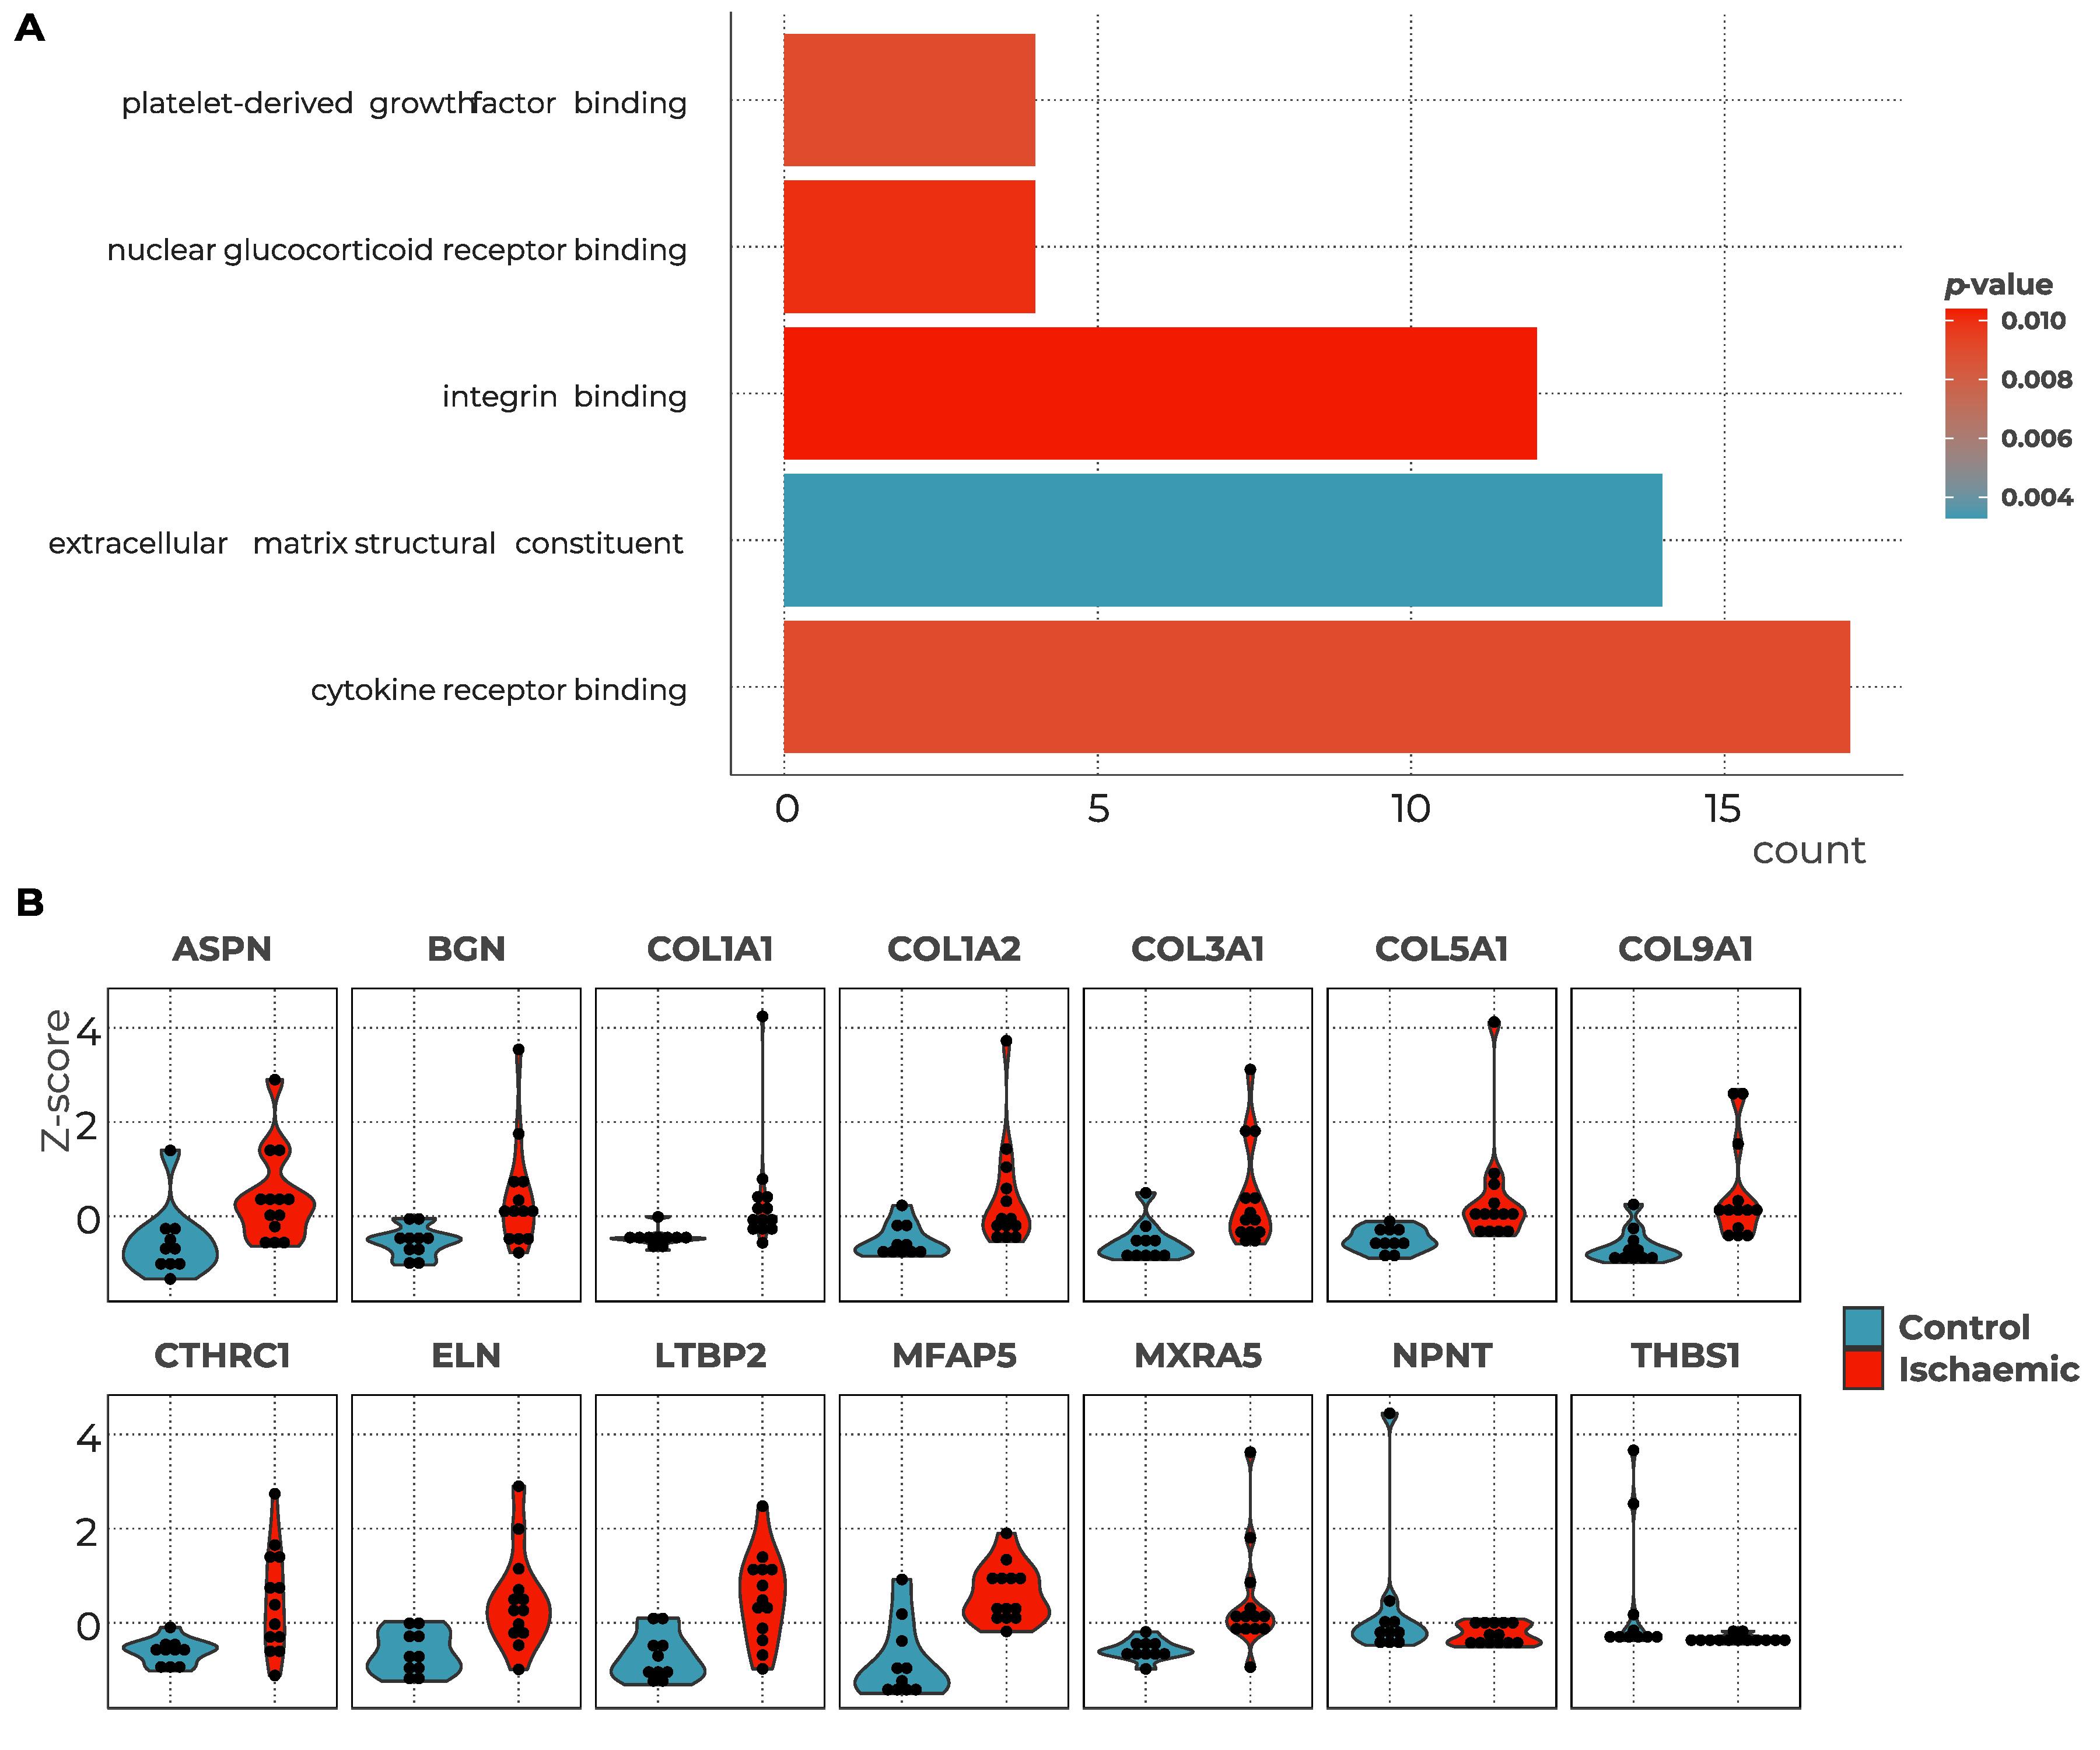 A
platelet-derived growthfactor binding
nuclear glucocorticoid receptor binding
integrin binding
extracellular matrix structural constituent
cytokine receptor binding
0 5 10 15
count
p-value
0.010
0.008
0.006
0.004
B
ASPN BGN COL1A1 COL1A2 COL3A1 COL5A1 COL9A1
Z-score
4
2
0
CTHRC1 ELN LTBP2 MFAP5 MXRA5 NPNT THBS1
4
2
0
Control
Ischaemic